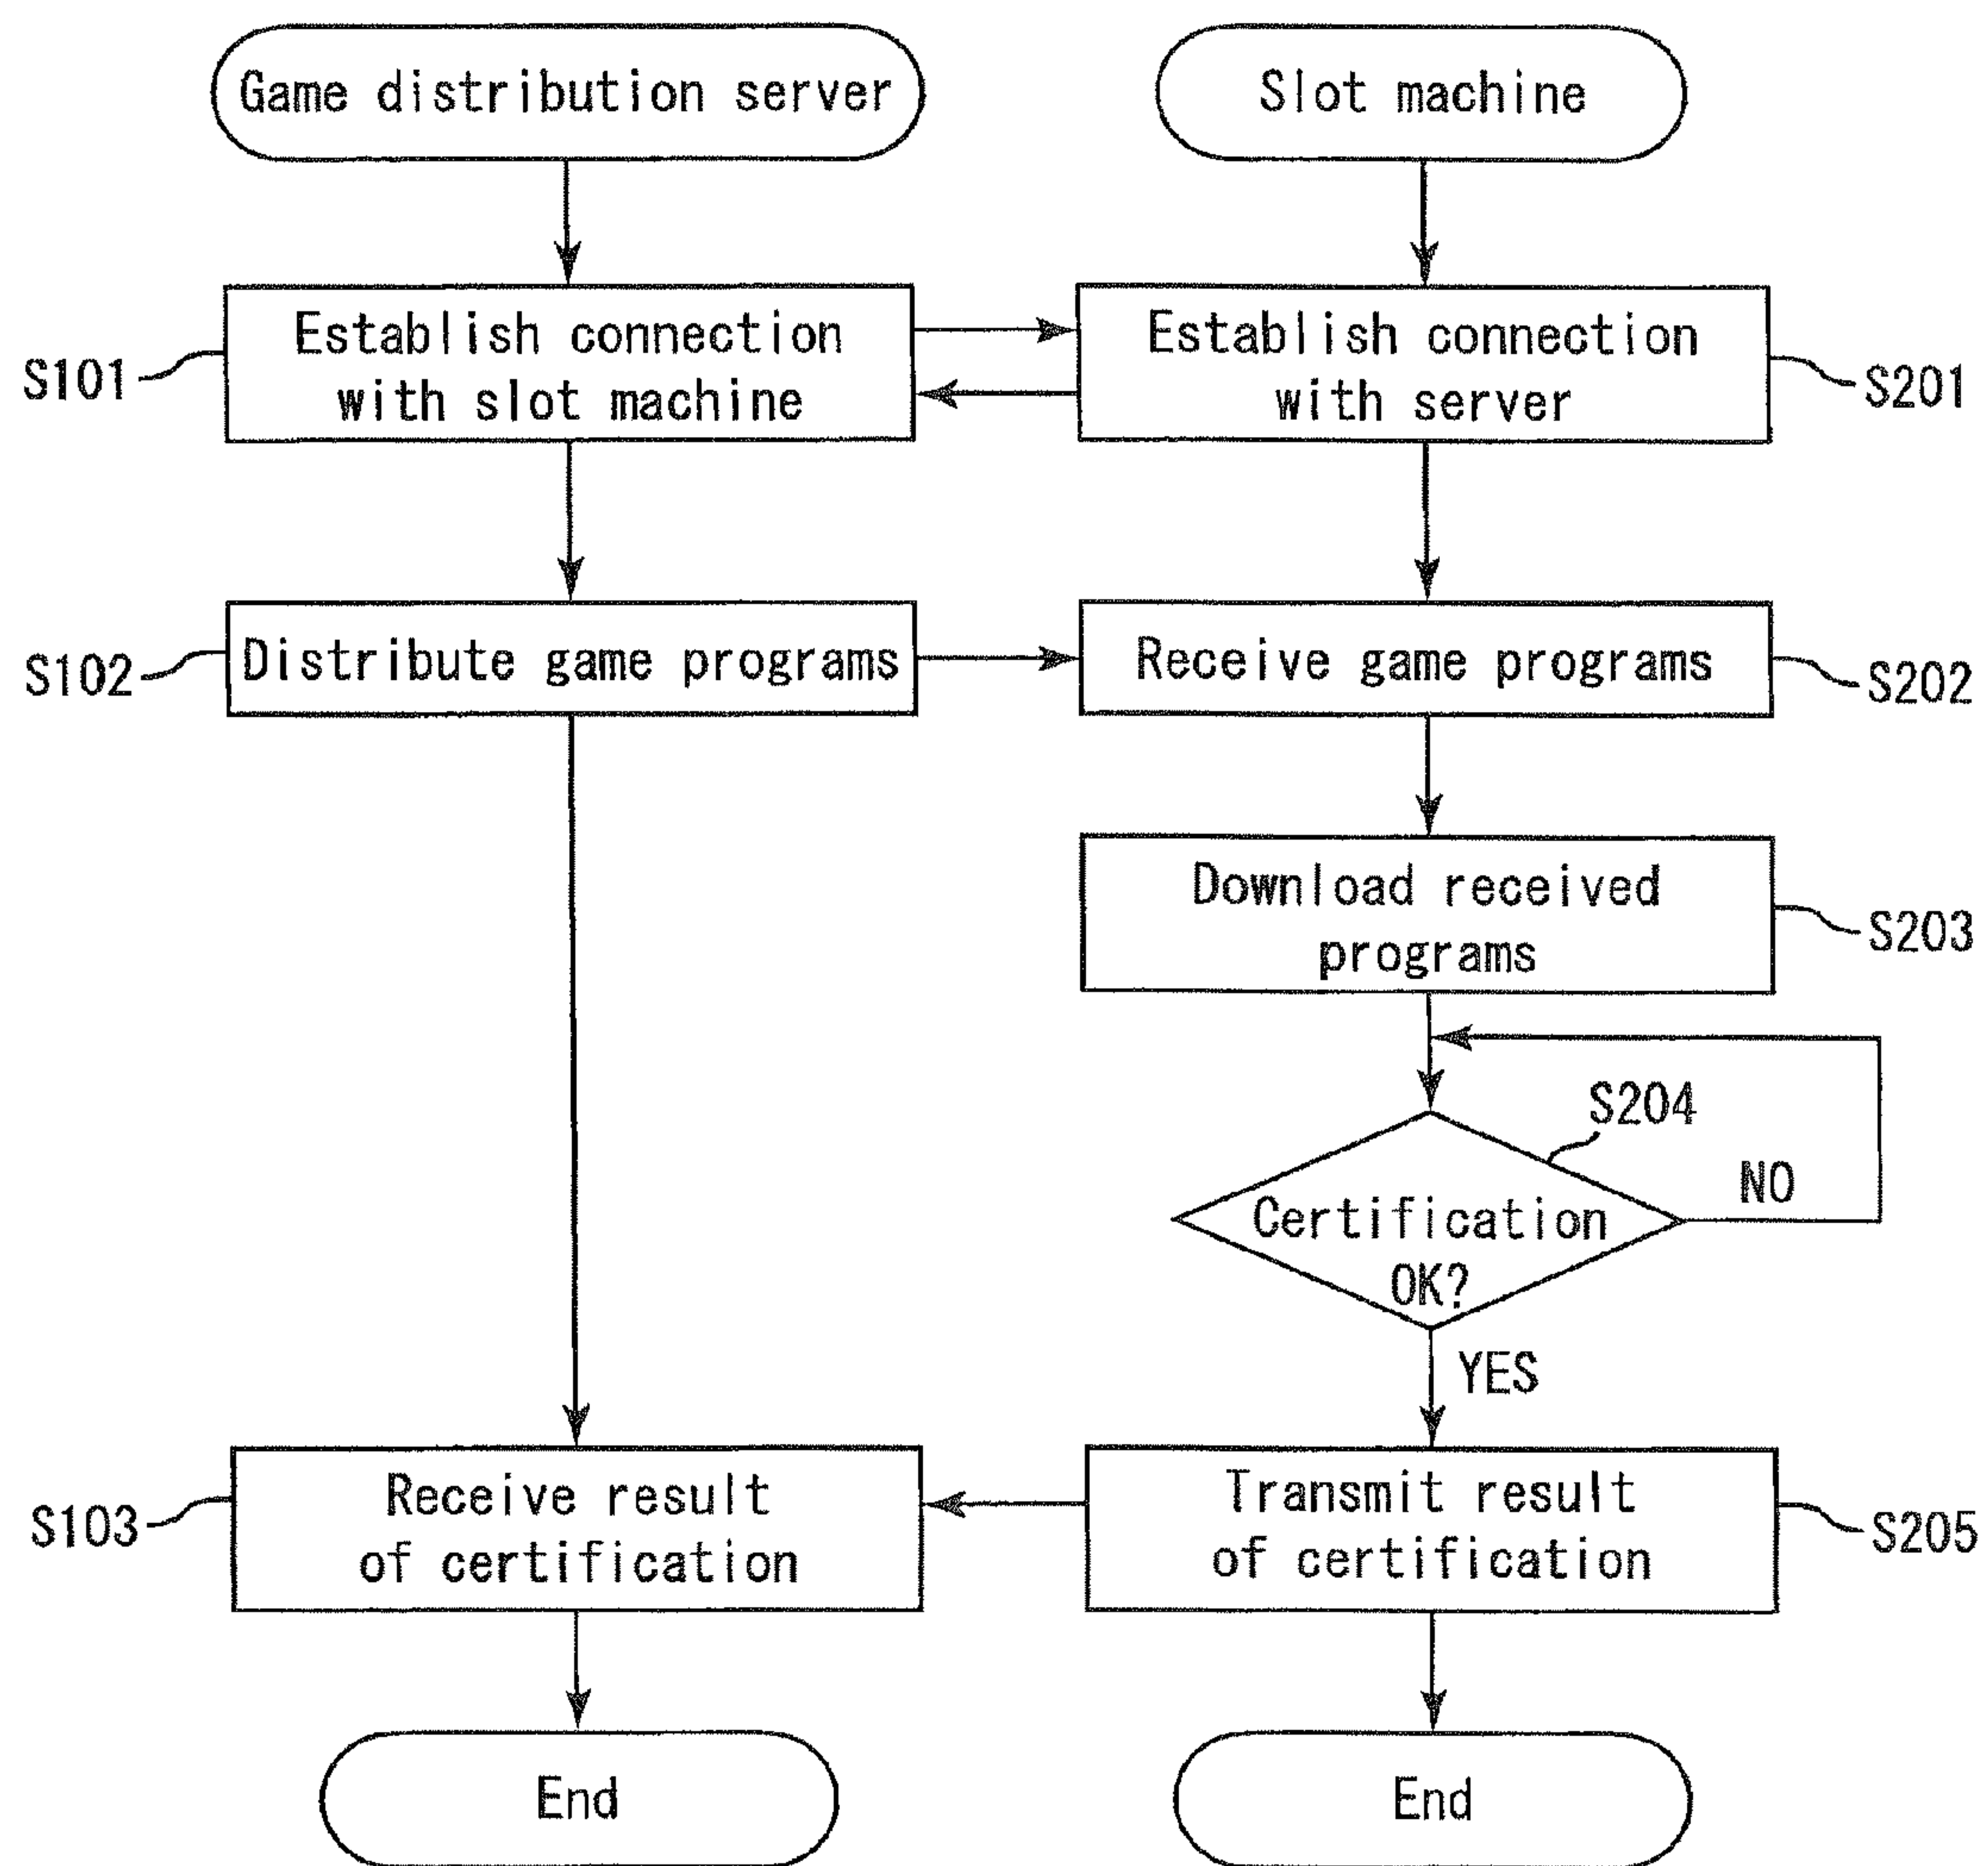 Game distribution server
Slot machine
Establish connection
with slot machine
S101
Establish connection
with server
S201
Distribute game programs
S102
Receive game programs
S202
Download received
programs
S203
S204
NO
Certification
OK?
YES
Receive result
of certification
S103
Transmit result
of certification
S205
End
End